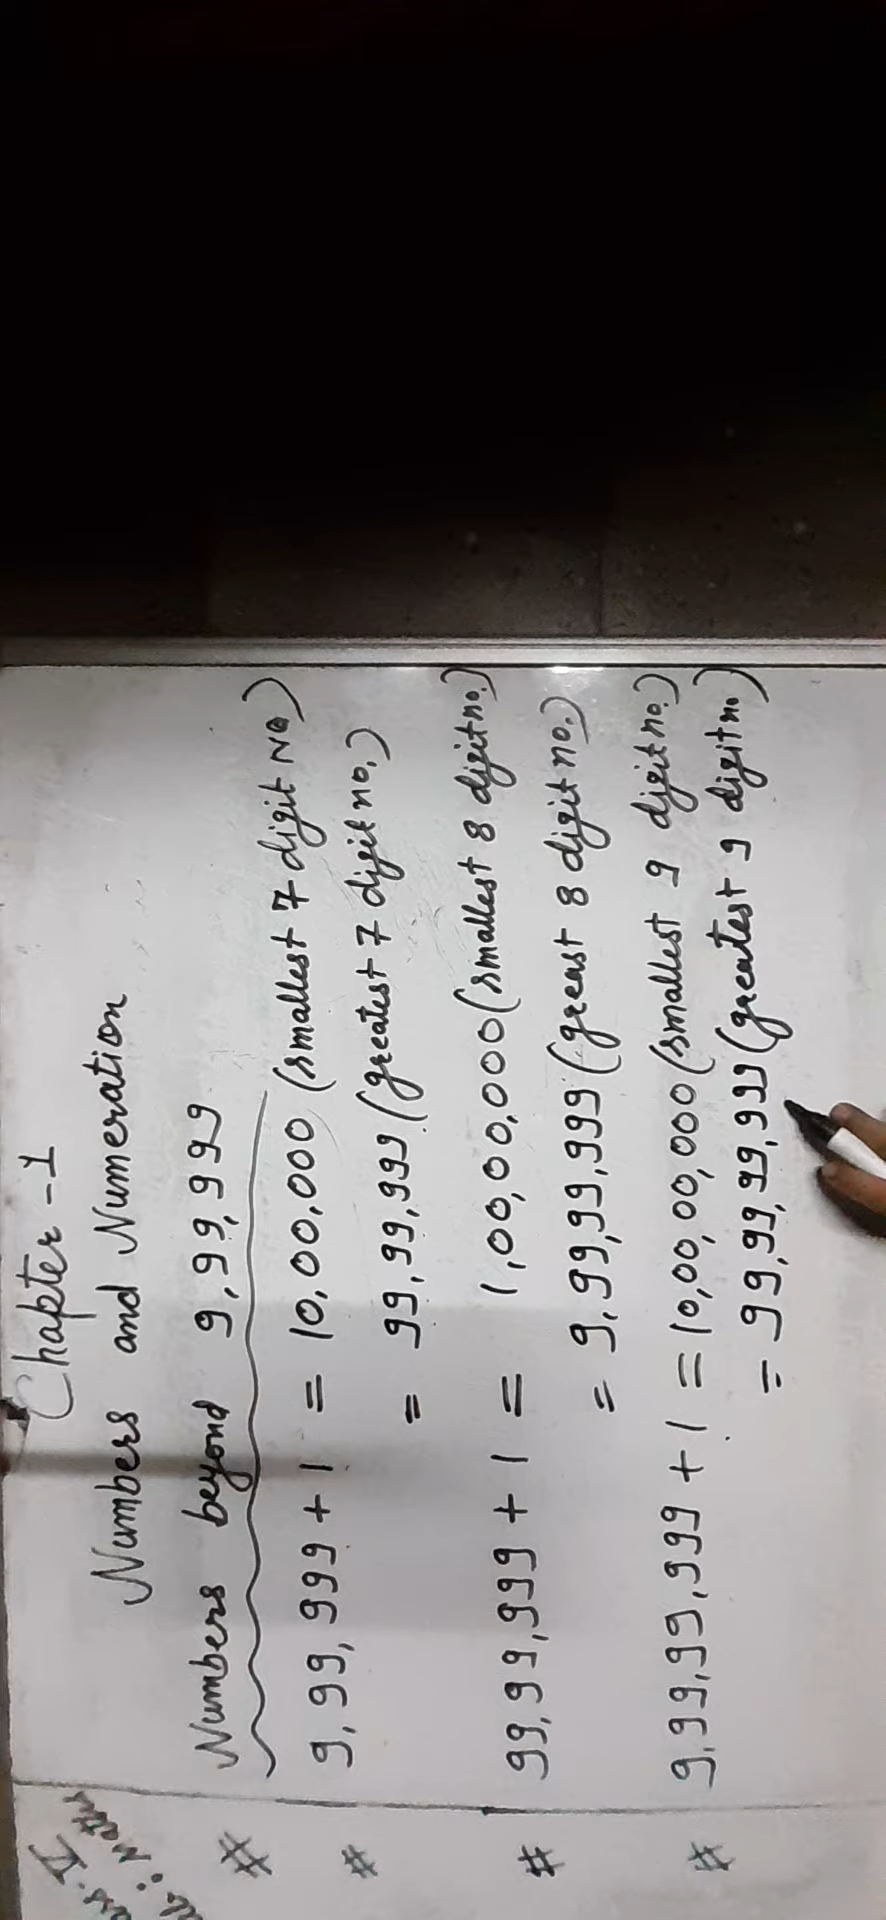 Chapter -1
Maths
Numbers and Numeration
# Numbers beyond 9,99,999
# 9,99,999 + 1 = 10,00,000 (smallest 7 digit No)
= 99,99,999 (greatest 7 digit no.)
# 99,99,999 + 1 = 1,00,00,000 (smallest 8 digit no.)
= 9,99,99,999 (greast 8 digit no.)
# 9,99,99,999 + 1 = 10,00,00,000 (smallest 9 digit no.)
= 99,99,99,999 (greatest 9 digit no)